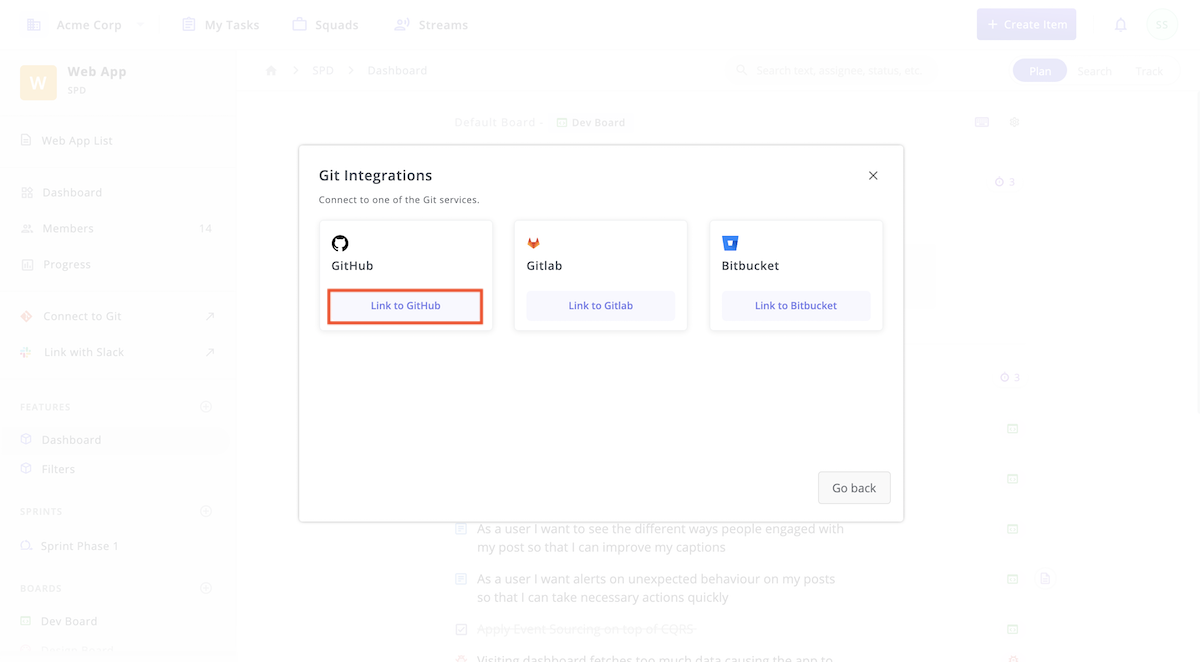 Acme Corp
My Tasks
Squads
Streams
+ Create Item
SS
W
Web App
SPD
SPD
Dashboard
Search text, assignee, status, etc.
Plan
Search
Track
Web App List
Default Board
Dev Board
Dashboard
Members 14
Progress
Connect to Git
Link with Slack
FEATURES
Dashboard
Filters
SPRINTS
Sprint Phase 1
BOARDS
Dev Board
Git Integrations
Connect to one of the Git services.
GitHub
Link to GitHub
Gitlab
Link to Gitlab
Bitbucket
Link to Bitbucket
Go back
3
3
As a user I want to see the different ways people engaged with
my post so that I can improve my captions
As a user I want alerts on unexpected behaviour on my posts
so that I can take necessary actions quickly
Apply Event Sourcing on top of CQRS
Visiting dashboard fetches too much data causing the app to